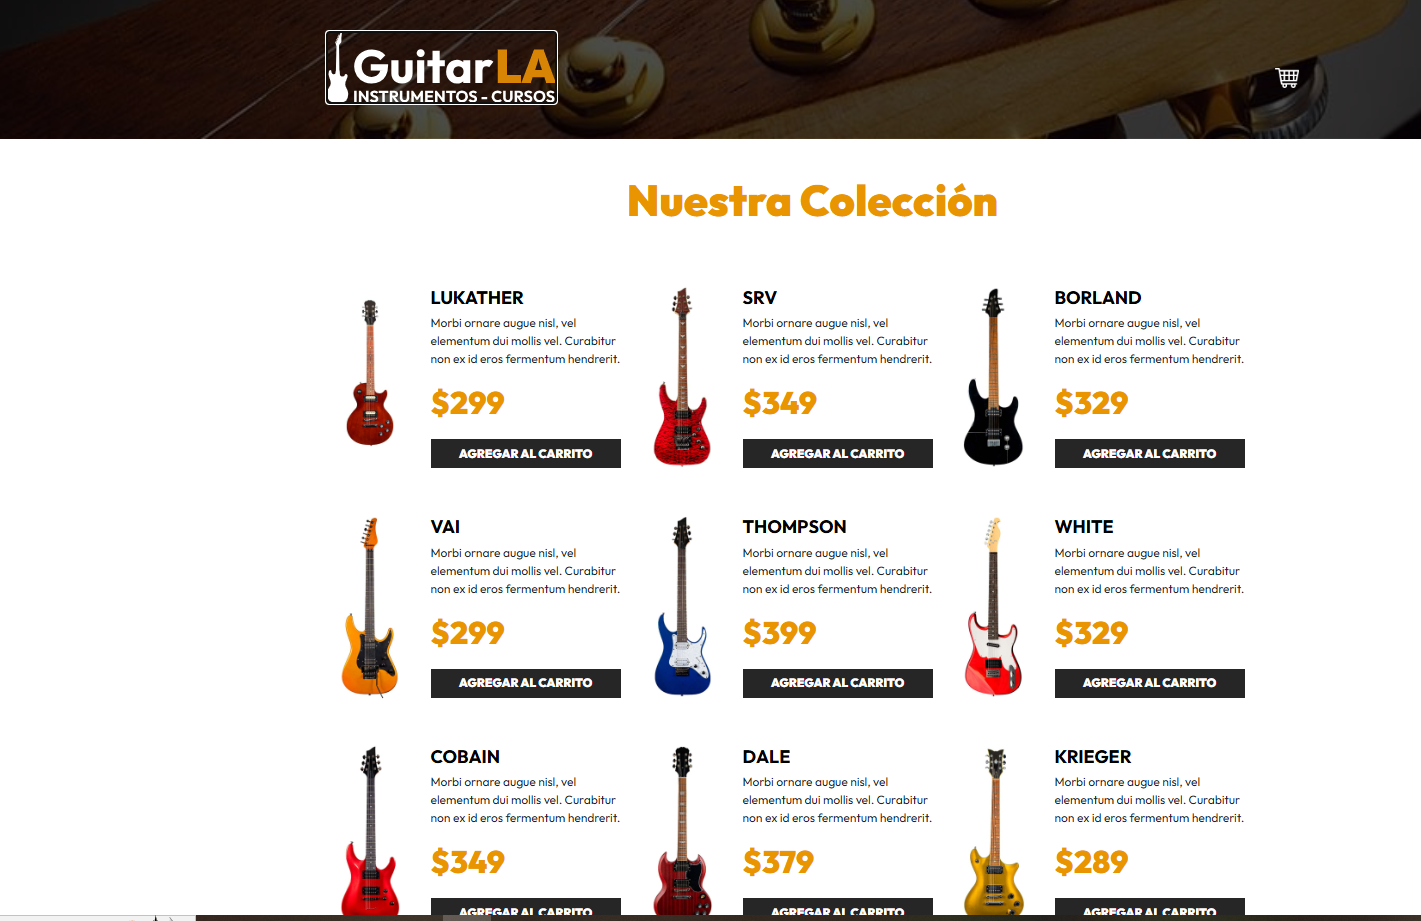 GuitarLA
INSTRUMENTOS - CURSOS
Nuestra Colección
LUKATHER
Morbi ornare augue nisl, vel
elementum dui mollis vel. Curabitur
non ex id eros fermentum hendrerit.
$299
AGREGAR AL CARRITO
SRV
Morbi ornare augue nisl, vel
elementum dui mollis vel. Curabitur
non ex id eros fermentum hendrerit.
$349
AGREGAR AL CARRITO
BORLAND
Morbi ornare augue nisl, vel
elementum dui mollis vel. Curabitur
non ex id eros fermentum hendrerit.
$329
AGREGAR AL CARRITO
VAI
Morbi ornare augue nisl, vel
elementum dui mollis vel. Curabitur
non ex id eros fermentum hendrerit.
$299
AGREGAR AL CARRITO
THOMPSON
Morbi ornare augue nisl, vel
elementum dui mollis vel. Curabitur
non ex id eros fermentum hendrerit.
$399
AGREGAR AL CARRITO
WHITE
Morbi ornare augue nisl, vel
elementum dui mollis vel. Curabitur
non ex id eros fermentum hendrerit.
$329
AGREGAR AL CARRITO
COBAIN
Morbi ornare augue nisl, vel
elementum dui mollis vel. Curabitur
non ex id eros fermentum hendrerit.
$349
AGREGAR AL CARRITO
DALE
Morbi ornare augue nisl, vel
elementum dui mollis vel. Curabitur
non ex id eros fermentum hendrerit.
$379
AGREGAR AL CARRITO
KRIEGER
Morbi ornare augue nisl, vel
elementum dui mollis vel. Curabitur
non ex id eros fermentum hendrerit.
$289
AGREGAR AL CARRITO